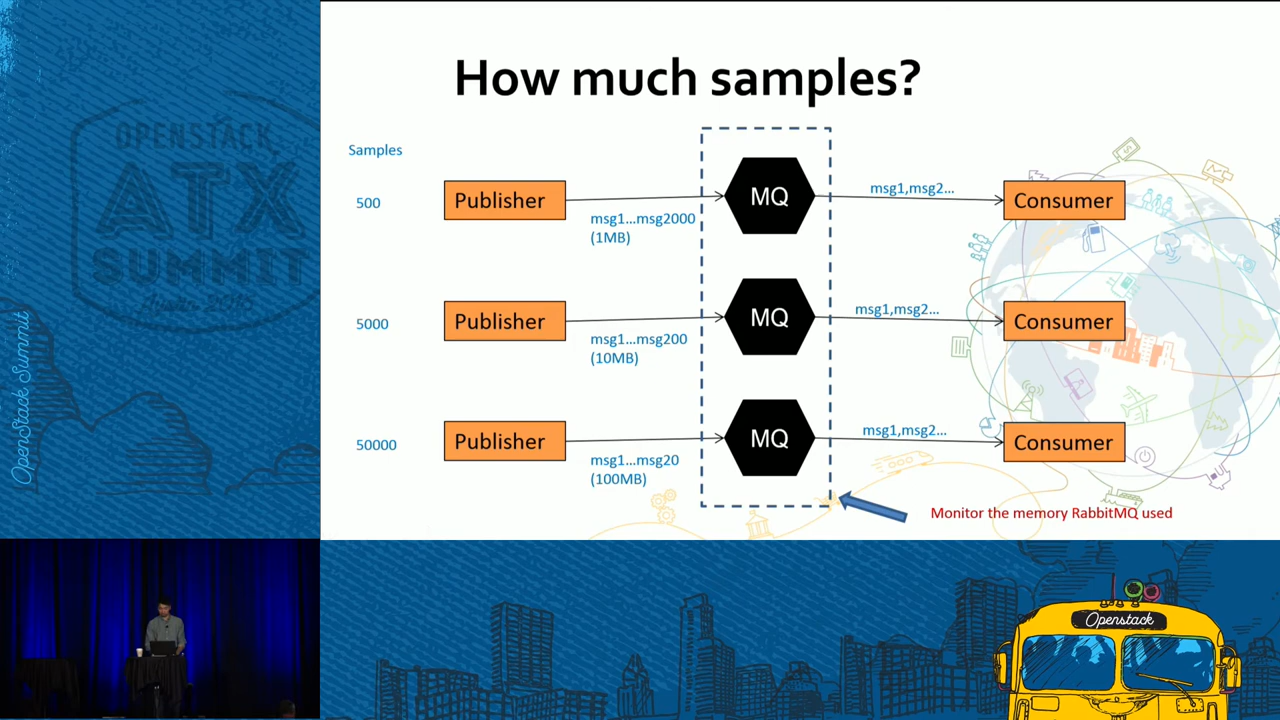 How much samples?
Samples
500
Publisher
msg1...msg2000
(1MB)
MQ
msg1,msg2...
Consumer
5000
Publisher
msg1...msg200
(10MB)
MQ
msg1,msg2...
Consumer
50000
Publisher
msg1...msg20
(100MB)
MQ
msg1,msg2...
Consumer
Monitor the memory RabbitMQ used
OPENSTACK
ATX
SUMMIT
OpenStack Summit
Openstack